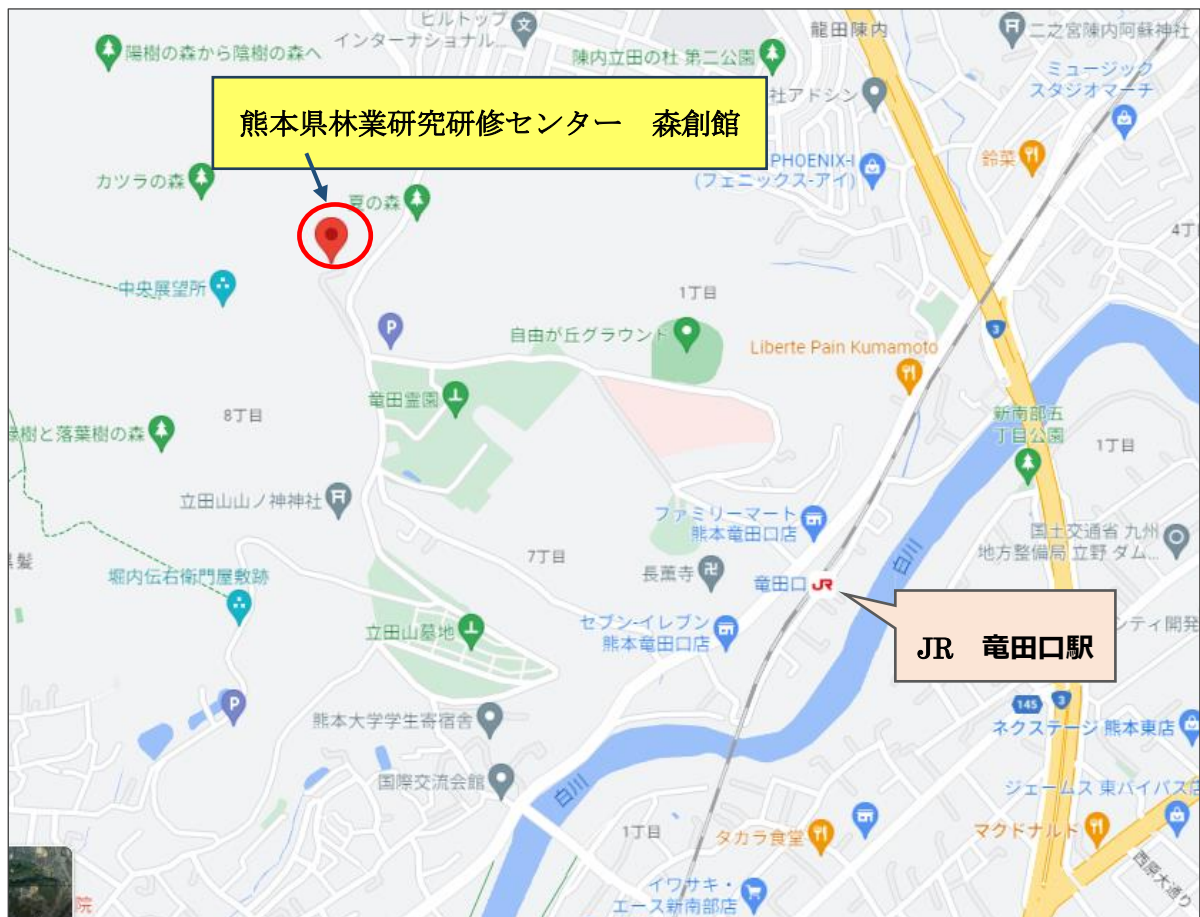 ヒルトップ
インターナショナル...
陽樹の森から陰樹の森へ
龍田陳内
二之宮陳内阿蘇神社
陳内立田の杜 第二公園
ミュージック
スタジオマーチ
社アドシン
熊本県林業研究研修センター 森創館
PHOENIX-I
(フェニックス-アイ)
鈴菜
カツラの森
夏の森
4丁
中央展望所
P
1丁目
自由が丘グラウンド
3
Liberte Pain Kumamoto
竜田霊園
8丁目
新南部五
丁目公園
1丁目
樹と落葉樹の森
立田山山ノ神神社
ファミリーマート
熊本竜田口店
国土交通省 九州
地方整備局 立野 ダム...
白川
髪
7丁目
長薫寺
堀内伝右衛門屋敷跡
竜田口 JR
セブン-イレブン
熊本竜田口店
立田山墓地
JR 竜田口駅
ティ開発
P
145
3
熊本大学学生寄宿舎
ネクステージ 熊本東店
国際交流会館
白川
ジェームス 東バイパス店
1丁目
タカラ食堂
マクドナルド
西原大通り
イワサキ・
エース新南部店
院